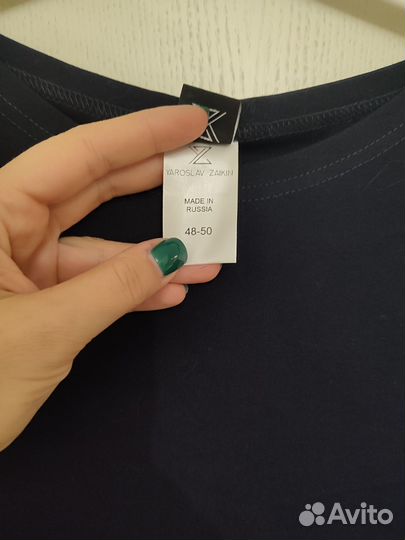 YAROSLAV ZAIKIN
MADE IN
RUSSIA
48-50
Avito